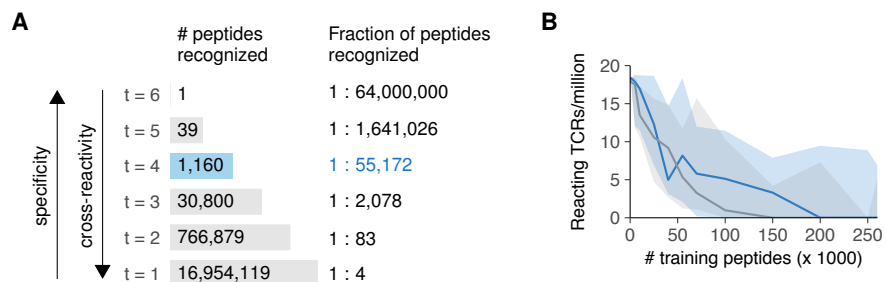 A
# peptides recognized
Fraction of peptides recognized
t = 6 1 1 : 64,000,000
t = 5 39 1 : 1,641,026
t = 4 1,160 1 : 55,172
t = 3 30,800 1 : 2,078
t = 2 766,879 1 : 83
t = 1 16,954,119 1 : 4
specificity
cross-reactivity
B
Reacting TCRs/million
20
15
10
5
0
0 50 100 150 200 250
# training peptides (x 1000)